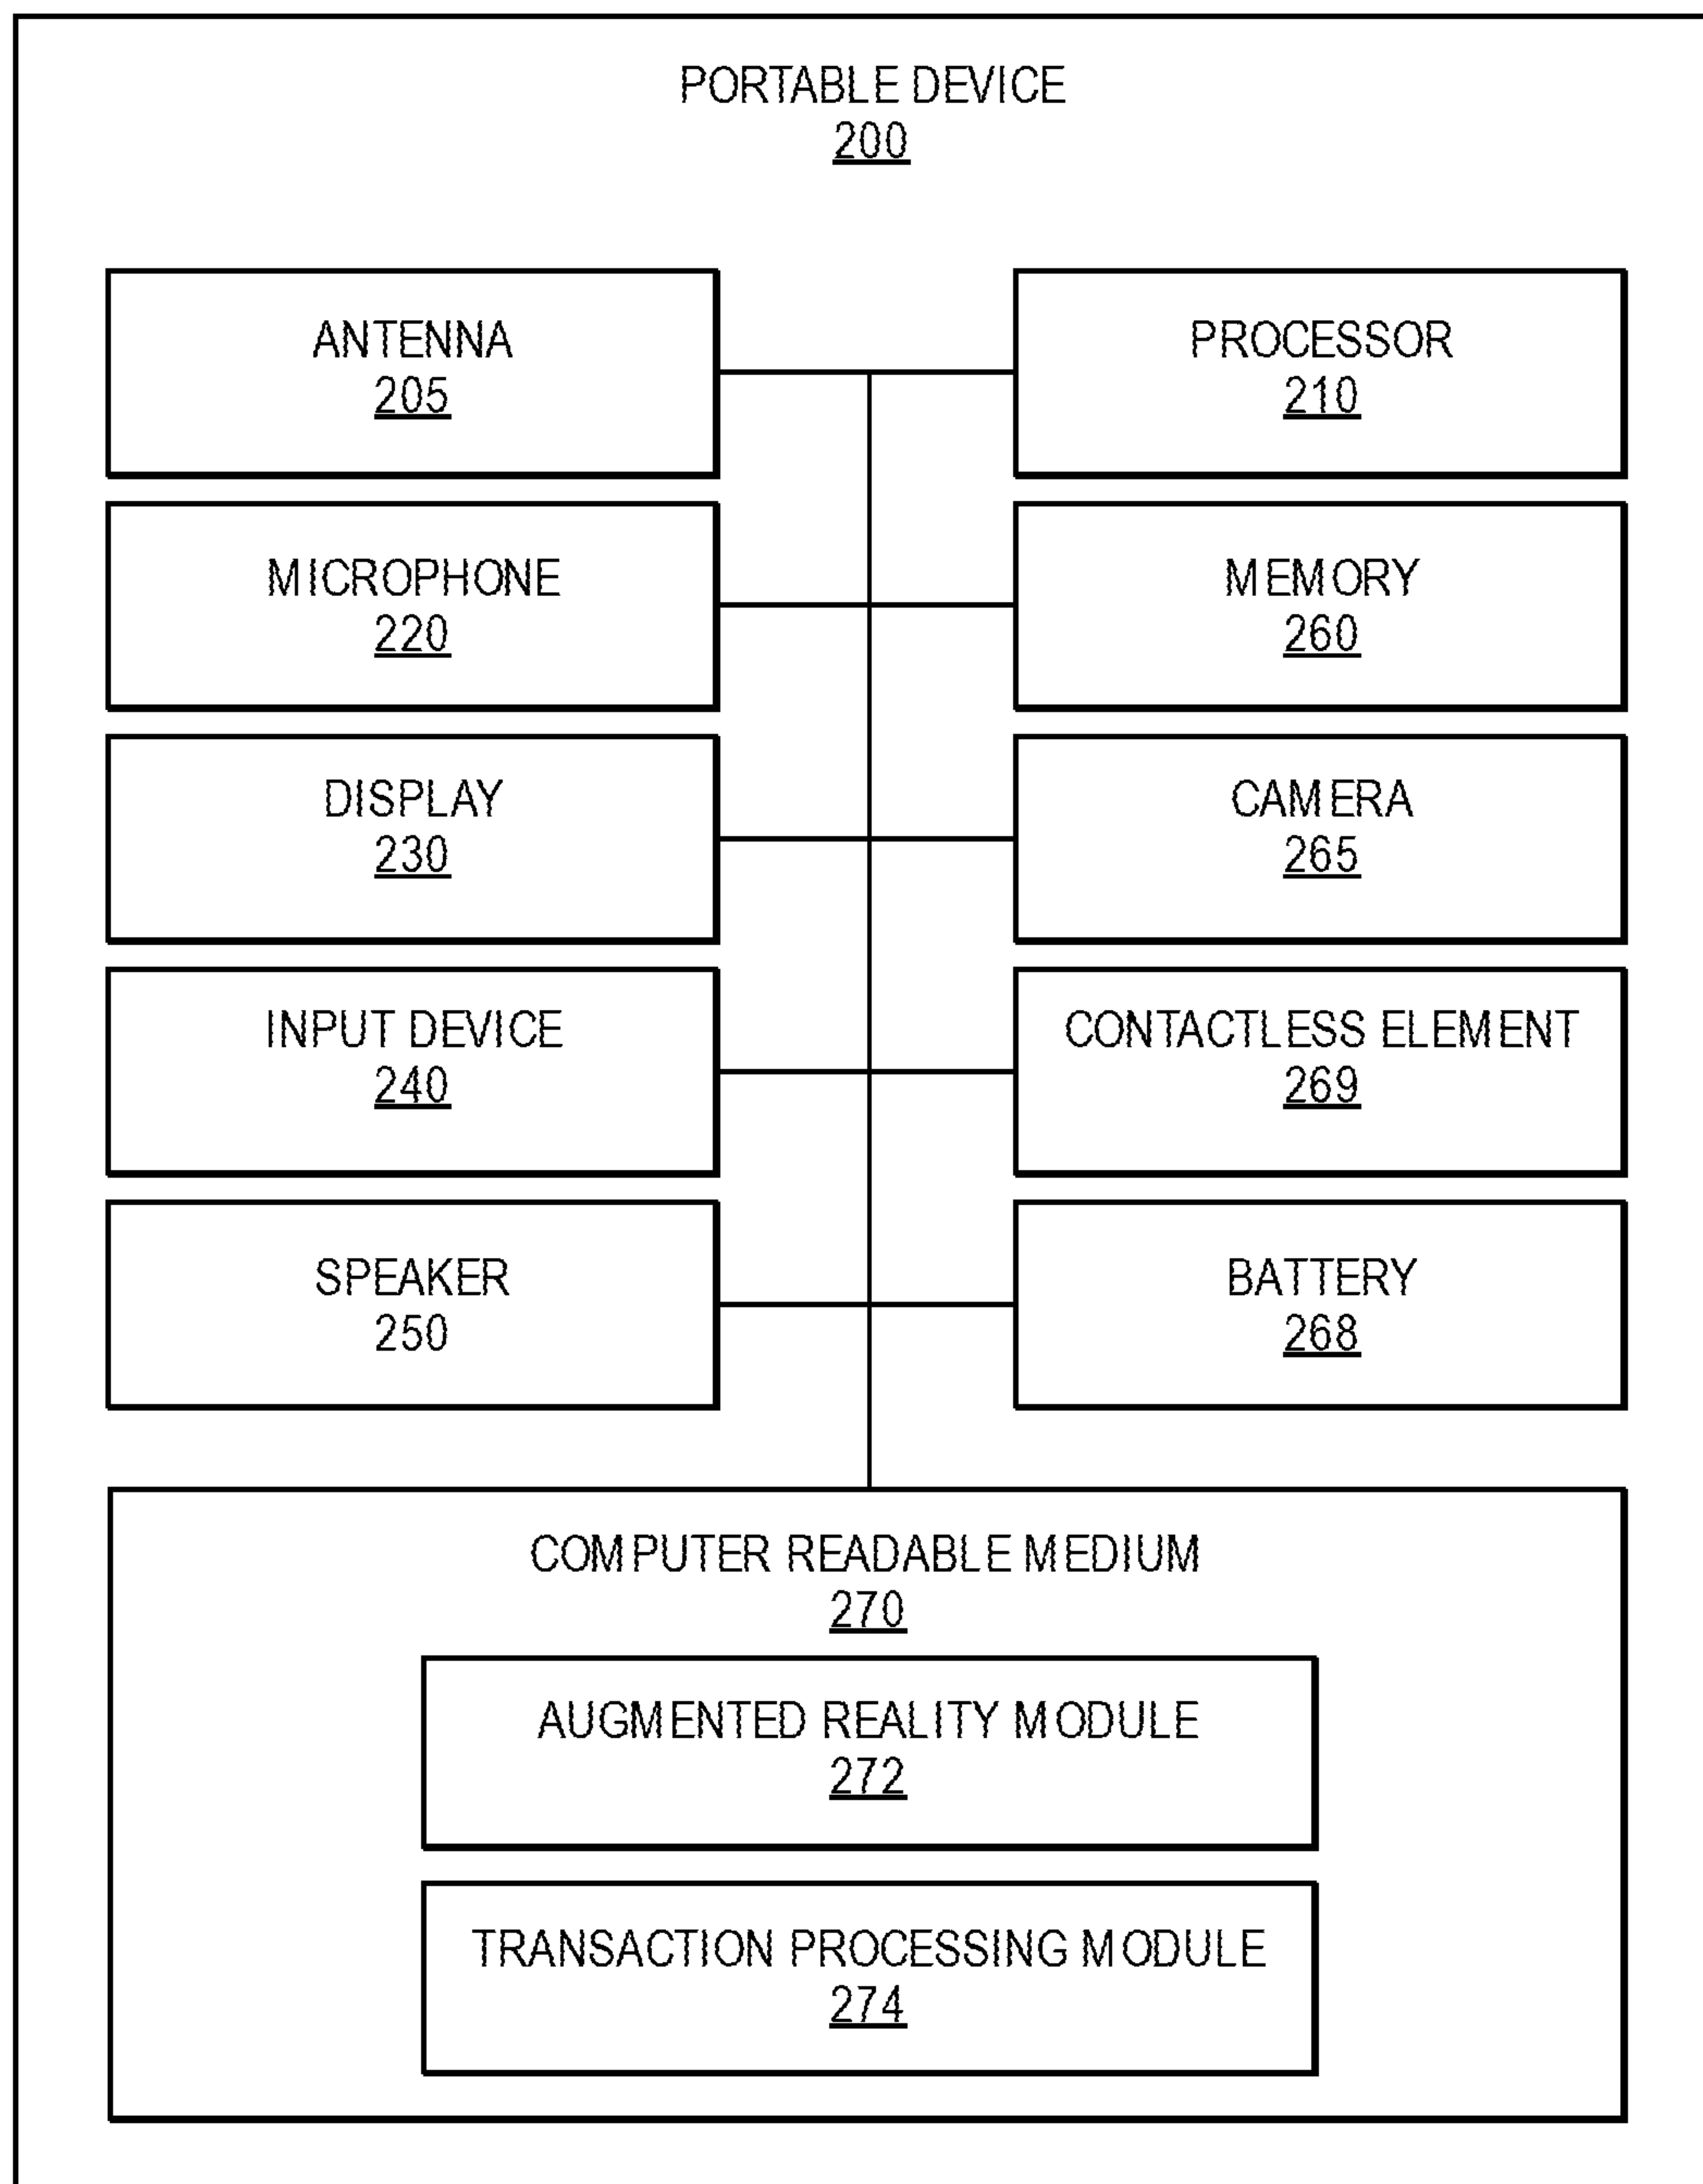 PORTABLE DEVICE
200
ANTENNA
205
PROCESSOR
210
MICROPHONE
220
MEMORY
260
DISPLAY
230
CAMERA
265
INPUT DEVICE
240
CONTACTLESS ELEMENT
269
SPEAKER
250
BATTERY
268
COMPUTER READABLE MEDIUM
270
AUGMENTED REALITY MODULE
272
TRANSACTION PROCESSING MODULE
274